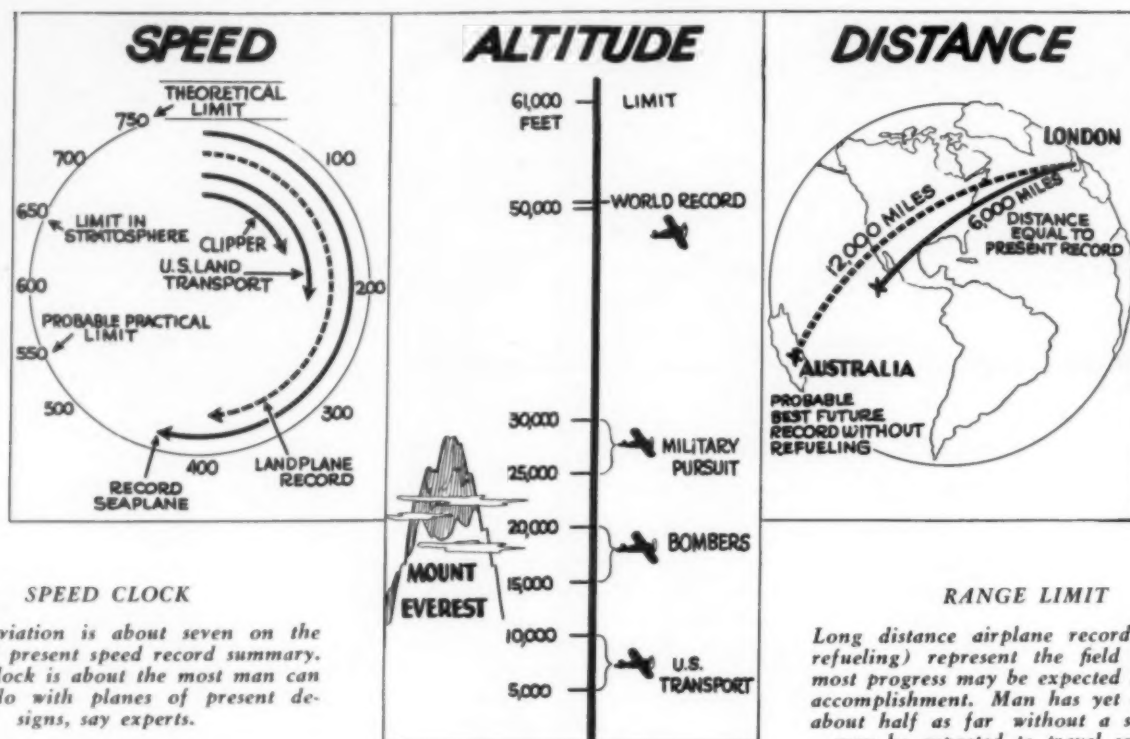 SPEED
THEORETICAL
LIMIT
750
700
100
650
LIMIT IN
STRATOSPHERE
CLIPPER
U.S. LAND
TRANSPORT
600
200
PROBABLE PRACTICAL
LIMIT
550
500
300
400
LANDPLANE
RECORD
RECORD
SEAPLANE
SPEED CLOCK
viation is about seven on the
present speed record summary.
lock is about the most man can
lo with planes of present de-
signs, say experts.
ALTITUDE
61,000
FEET
LIMIT
WORLD RECORD
50,000
30,000
MILITARY
PURSUIT
25,000
20,000
BOMBERS
15,000
MOUNT
EVEREST
10,000
U.S.
TRANSPORT
5,000
DISTANCE
LONDON
12,000 MILES
6,000 MILES
DISTANCE
EQUAL TO
PRESENT RECORD
AUSTRALIA
PROBABLE
BEST FUTURE
RECORD WITHOUT
REFUELING
RANGE LIMIT
Long distance airplane record
refueling) represent the field
most progress may be expected
accomplishment. Man has yet
about half as far without a s